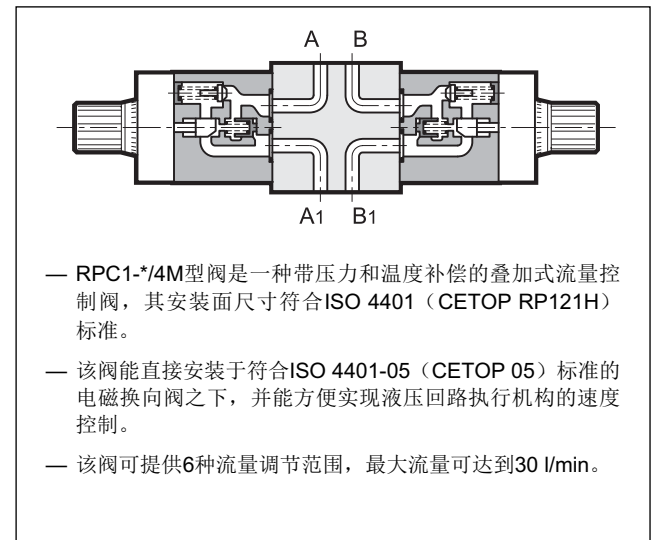 A B
A1 B1
— RPC1-*/4M型阀是一种带压力和温度补偿的叠加式流量控
制阀，其安装面尺寸符合ISO 4401（CETOP RP121H）
标准。
— 该阀能直接安装于符合ISO 4401-05（CETOP 05）标准的
电磁换向阀之下，并能方便实现液压回路执行机构的速度
控制。
— 该阀可提供6种流量调节范围，最大流量可达到30 l/min。